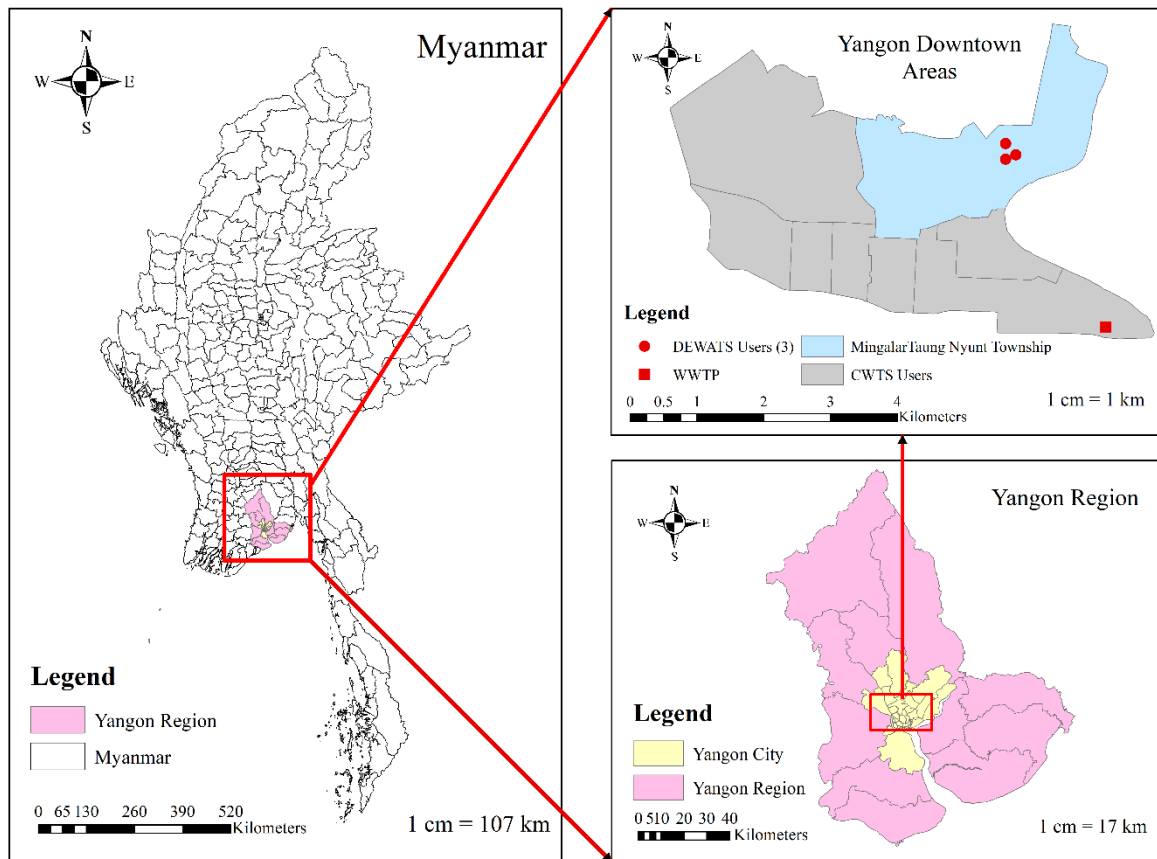 Myanmar
N
W E
S
Legend
Yangon Region
Myanmar
0 65 130 260 390 520
Kilometers
1 cm = 107 km
Yangon Downtown
Areas
N
W E
S
Legend
DEWATS Users (3)
MingalarTaung Nyunt Township
WWTP
CWTS Users
0 0.5 1 2 3 4
Kilometers
1 cm = 1 km
Yangon Region
N
W E
S
Legend
Yangon City
Yangon Region
0 510 20 30 40
Kilometers
1 cm = 17 km